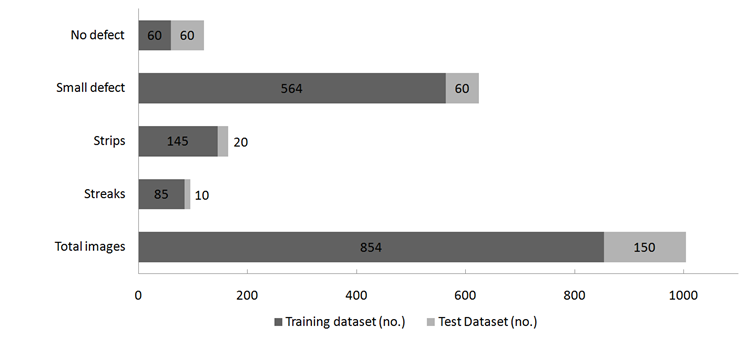 No defect 60 60
Small defect 564 60
Strips 145 20
Streaks 85 10
Total images 854 150
0 200 400 600 800 1000
Training dataset (no.) Test Dataset (no.)